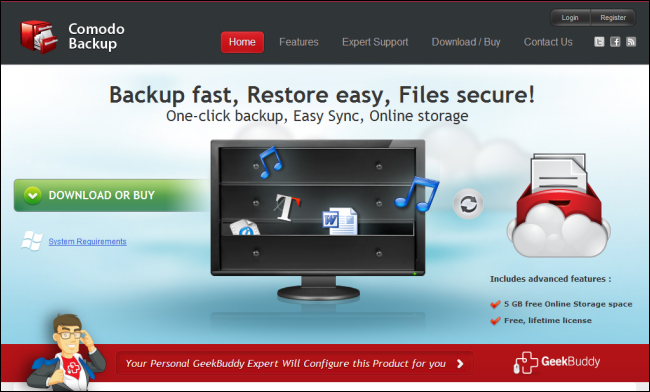 Login Register
Comodo
Backup
Home Features Expert Support Download / Buy Contact Us
Backup fast, Restore easy, Files secure!
One-click backup, Easy Sync, Online storage
DOWNLOAD OR BUY
System Requirements
T
W
Includes advanced features :
5 GB free Online Storage space
Free, lifetime license
Your Personal GeekBuddy Expert Will Configure this Product for you
GeekBuddy